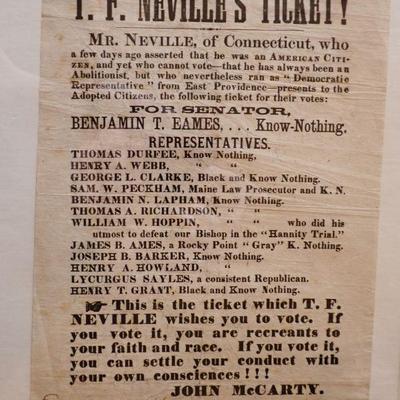 T. F. NEVILLE'S TICKET!
MR. NEVILLE, of Connecticut, who
a few days ago asserted that he was an AMERICAN CITI-
ZEN, and yet who cannot vote—that he has always been an
Abolitionist, but who nevertheless ran as "Democratic
Representative" from East Providence—presents to the
Adopted Citizens, the following ticket for their votes:
FOR SENATOR,
BENJAMIN T. EAMES, .... Know-Nothing.
REPRESENTATIVES.
THOMAS DURFEE, Know Nothing,
HENRY A. WEBB, " "
GEORGE L. CLARKE, Black and Know Nothing.
SAM. W. PECKHAM, Maine Law Prosecutor and K. N.
BENJAMIN N. LAPHAM, Know Nothing.
THOMAS A. RICHARDSON, " "
WILLIAM W. HOPPIN, " " who did his
utmost to defeat our Bishop in the "Hannity Trial."
JAMES B. AMES, a Rocky Point "Gray" K. Nothing.
JOSEPH B. BARKER, Know Nothing.
HENRY A. HOWLAND, " "
LYCURGUS SAYLES, a consistent Republican.
HENRY T. GRANT, Black and Know Nothing.
☛ This is the ticket which T. F.
NEVILLE wishes you to vote. If
you vote it, you are recreants to
your faith and race. If you vote it,
you can settle your conduct with
your own consciences!!!
JOHN McCARTY.